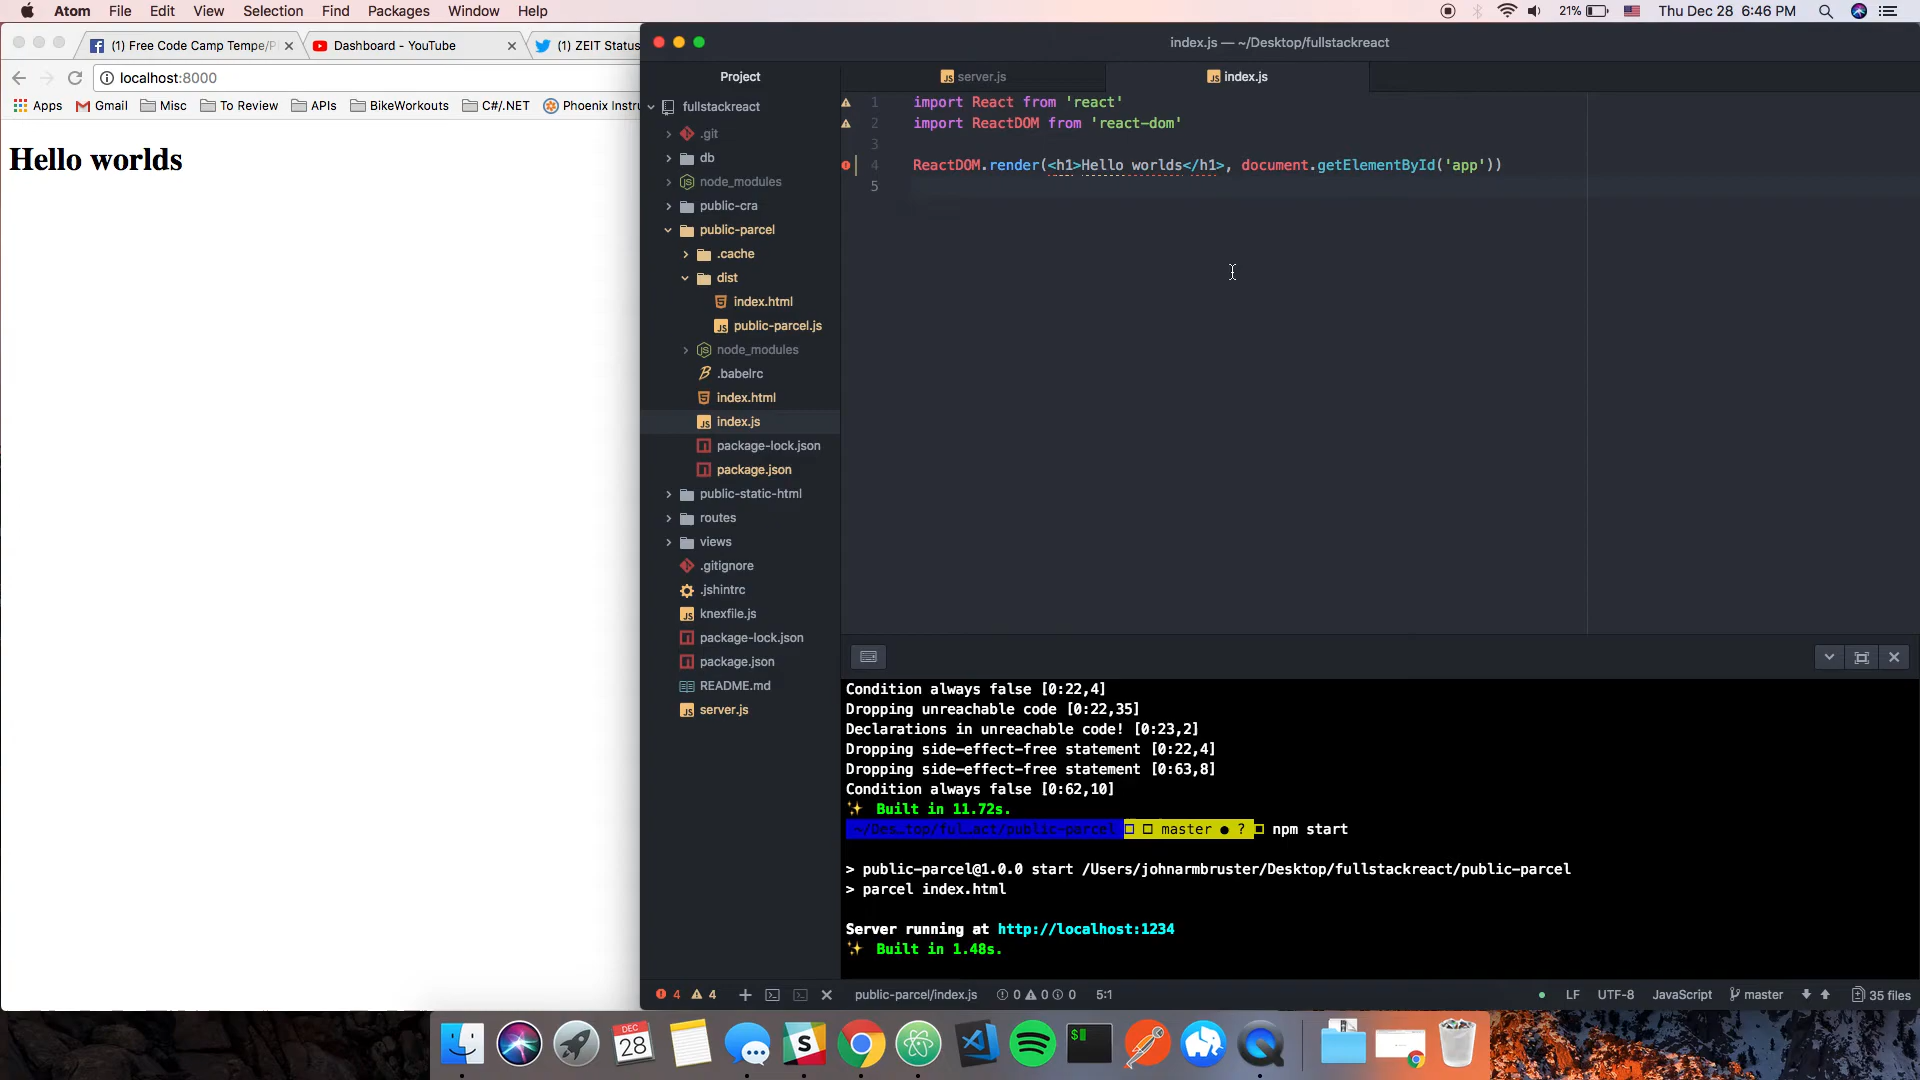 Atom File Edit View Selection Find Packages Window Help
21% Thu Dec 28 6:46 PM
(1) Free Code Camp Tempe/P
Dashboard - YouTube
(1) ZEIT Status
localhost:8000
Apps Gmail Misc To Review APIs BikeWorkouts C#/.NET Phoenix Instru
Hello worlds
index.js — ~/Desktop/fullstackreact
Project
server.js
index.js
fullstackreact
.git
db
node_modules
public-cra
public-parcel
.cache
dist
index.html
public-parcel.js
node_modules
.babelrc
index.html
index.js
package-lock.json
package.json
public-static-html
routes
views
.gitignore
.jshintrc
knexfile.js
package-lock.json
package.json
README.md
server.js
1 import React from 'react'
2 import ReactDOM from 'react-dom'
3
4 ReactDOM.render(<h1>Hello worlds</h1>, document.getElementById('app'))
5
Condition always false [0:22,4]
Dropping unreachable code [0:22,35]
Declarations in unreachable code! [0:23,2]
Dropping side-effect-free statement [0:22,4]
Dropping side-effect-free statement [0:63,8]
Condition always false [0:62,10]
✨ Built in 11.72s.
~/Des…top/ful…act/public-parcel master ● ? npm start
> public-parcel@1.0.0 start /Users/johnarmbruster/Desktop/fullstackreact/public-parcel
> parcel index.html
Server running at http://localhost:1234
✨ Built in 1.48s.
4 4 public-parcel/index.js 0 0 0 5:1 LF UTF-8 JavaScript master 35 files
DEC
28
$